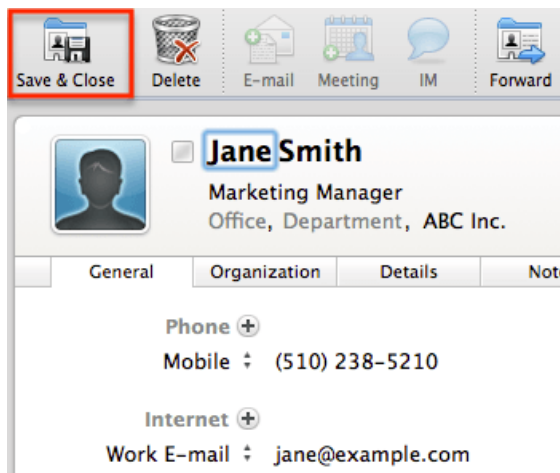 Save & Close Delete E-mail Meeting IM Forward
Jane Smith
Marketing Manager
Office, Department, ABC Inc.
General Organization Details
Phone
Mobile (510) 238-5210
Internet
Work E-mail jane@example.com